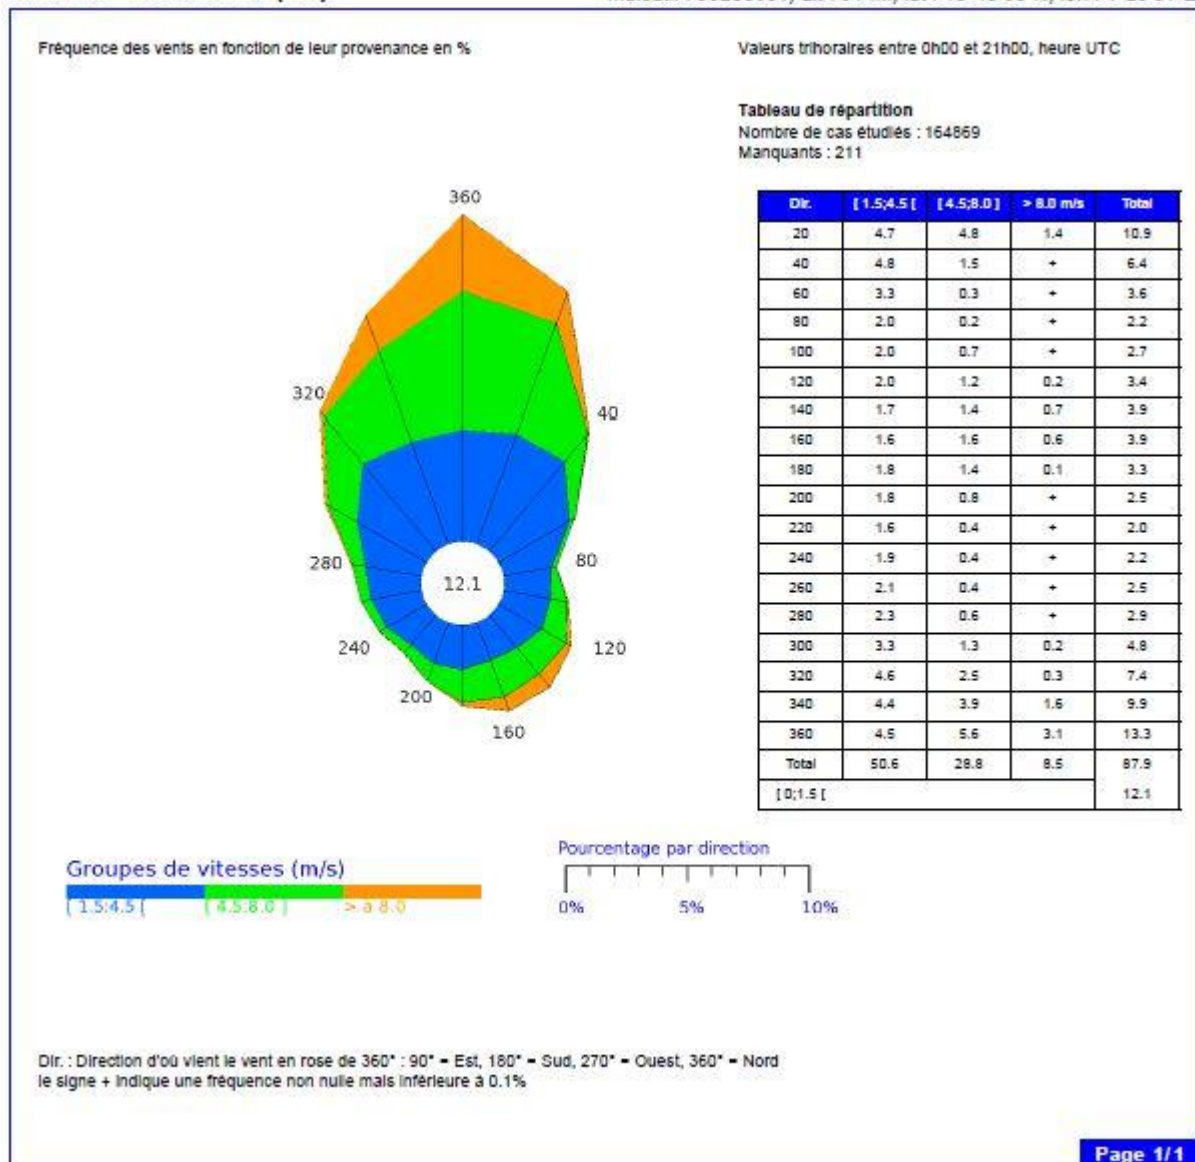 Fréquence des vents en fonction de leur provenance en %
Valeurs trihoraires entre 0h00 et 21h00, heure UTC
Tableau de répartition
Nombre de cas étudiés : 164869
Manquants : 211
360
320
40
280
80
12.1
240
120
200
160
Dir. [ 1.5;4.5 [ [ 4.5;8.0 ] > 8.0 m/s Total
20 4.7 4.8 1.4 10.9
40 4.8 1.5 + 6.4
60 3.3 0.3 + 3.6
80 2.0 0.2 + 2.2
100 2.0 0.7 + 2.7
120 2.0 1.2 0.2 3.4
140 1.7 1.4 0.7 3.9
160 1.6 1.6 0.6 3.9
180 1.8 1.4 0.1 3.3
200 1.8 0.8 + 2.5
220 1.6 0.4 + 2.0
240 1.9 0.4 + 2.2
260 2.1 0.4 + 2.5
280 2.3 0.6 + 2.9
300 3.3 1.3 0.2 4.8
320 4.6 2.5 0.3 7.4
340 4.4 3.9 1.6 9.9
360 4.5 5.6 3.1 13.3
Total 50.6 28.8 8.5 87.9
[ 0;1.5 [ 12.1
Groupes de vitesses (m/s)
[ 1.5;4.5 [ [ 4.5;8.0 ] > à 8.0
Pourcentage par direction
0% 5% 10%
Dir. : Direction d'où vient le vent en rose de 360° : 90° = Est, 180° = Sud, 270° = Ouest, 360° = Nord
le signe + indique une fréquence non nulle mais inférieure à 0.1%
Page 1/1